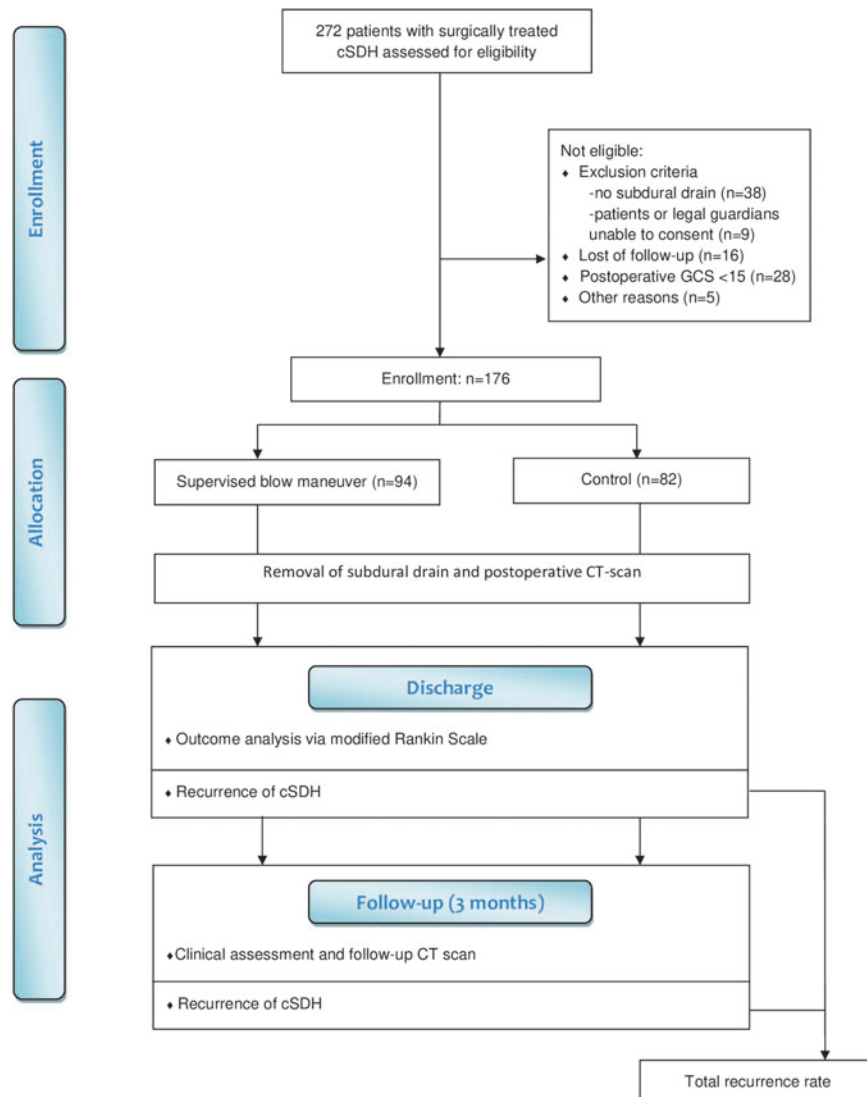 272 patients with surgically treated
cSDH assessed for eligibility
Enrollment
Not eligible:
♦ Exclusion criteria
-no subdural drain (n=38)
-patients or legal guardians
unable to consent (n=9)
♦ Lost of follow-up (n=16)
♦ Postoperative GCS <15 (n=28)
♦ Other reasons (n=5)
Enrollment: n=176
Allocation
Supervised blow maneuver (n=94)
Control (n=82)
Removal of subdural drain and postoperative CT-scan
Analysis
Discharge
♦ Outcome analysis via modified Rankin Scale
♦ Recurrence of cSDH
Follow-up (3 months)
♦Clinical assessment and follow-up CT scan
♦ Recurrence of cSDH
Total recurrence rate